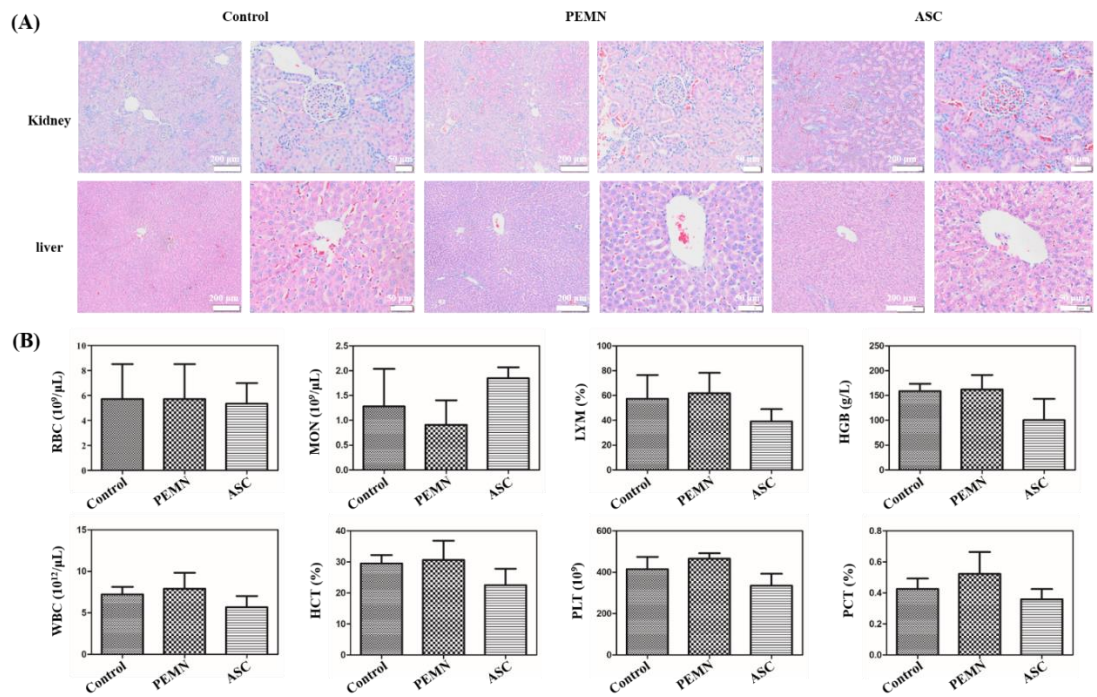 Control PEMN ASC
(A)
Kidney
200 μm 50 μm 200 μm 50 μm 200 μm 50 μm
liver
200 μm 50 μm 200 μm 50 μm 200 μm 50 μm
(B)
RBC (10⁹/μL)
10
8
6
4
2
0
Control PEMN ASC
MON (10⁹/μL)
2.5
2.0
1.5
1.0
0.5
0.0
Control PEMN ASC
LYM (%)
100
80
60
40
20
0
Control PEMN ASC
HGB (g/L)
250
200
150
100
50
0
Control PEMN ASC
WBC (10¹²/μL)
15
10
5
0
Control PEMN ASC
HCT (%)
40
30
20
10
0
Control PEMN ASC
PLT (10⁹)
600
400
200
0
Control PEMN ASC
PCT (%)
0.8
0.6
0.4
0.2
0.0
Control PEMN ASC